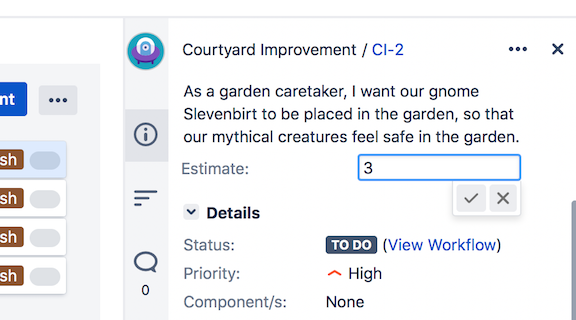 Courtyard Improvement / CI-2
As a garden caretaker, I want our gnome
Slevenbirt to be placed in the garden, so that
our mythical creatures feel safe in the garden.
Estimate: 3
Details
Status: TO DO (View Workflow)
Priority: High
Component/s: None
0
nt
sh
sh
sh
sh